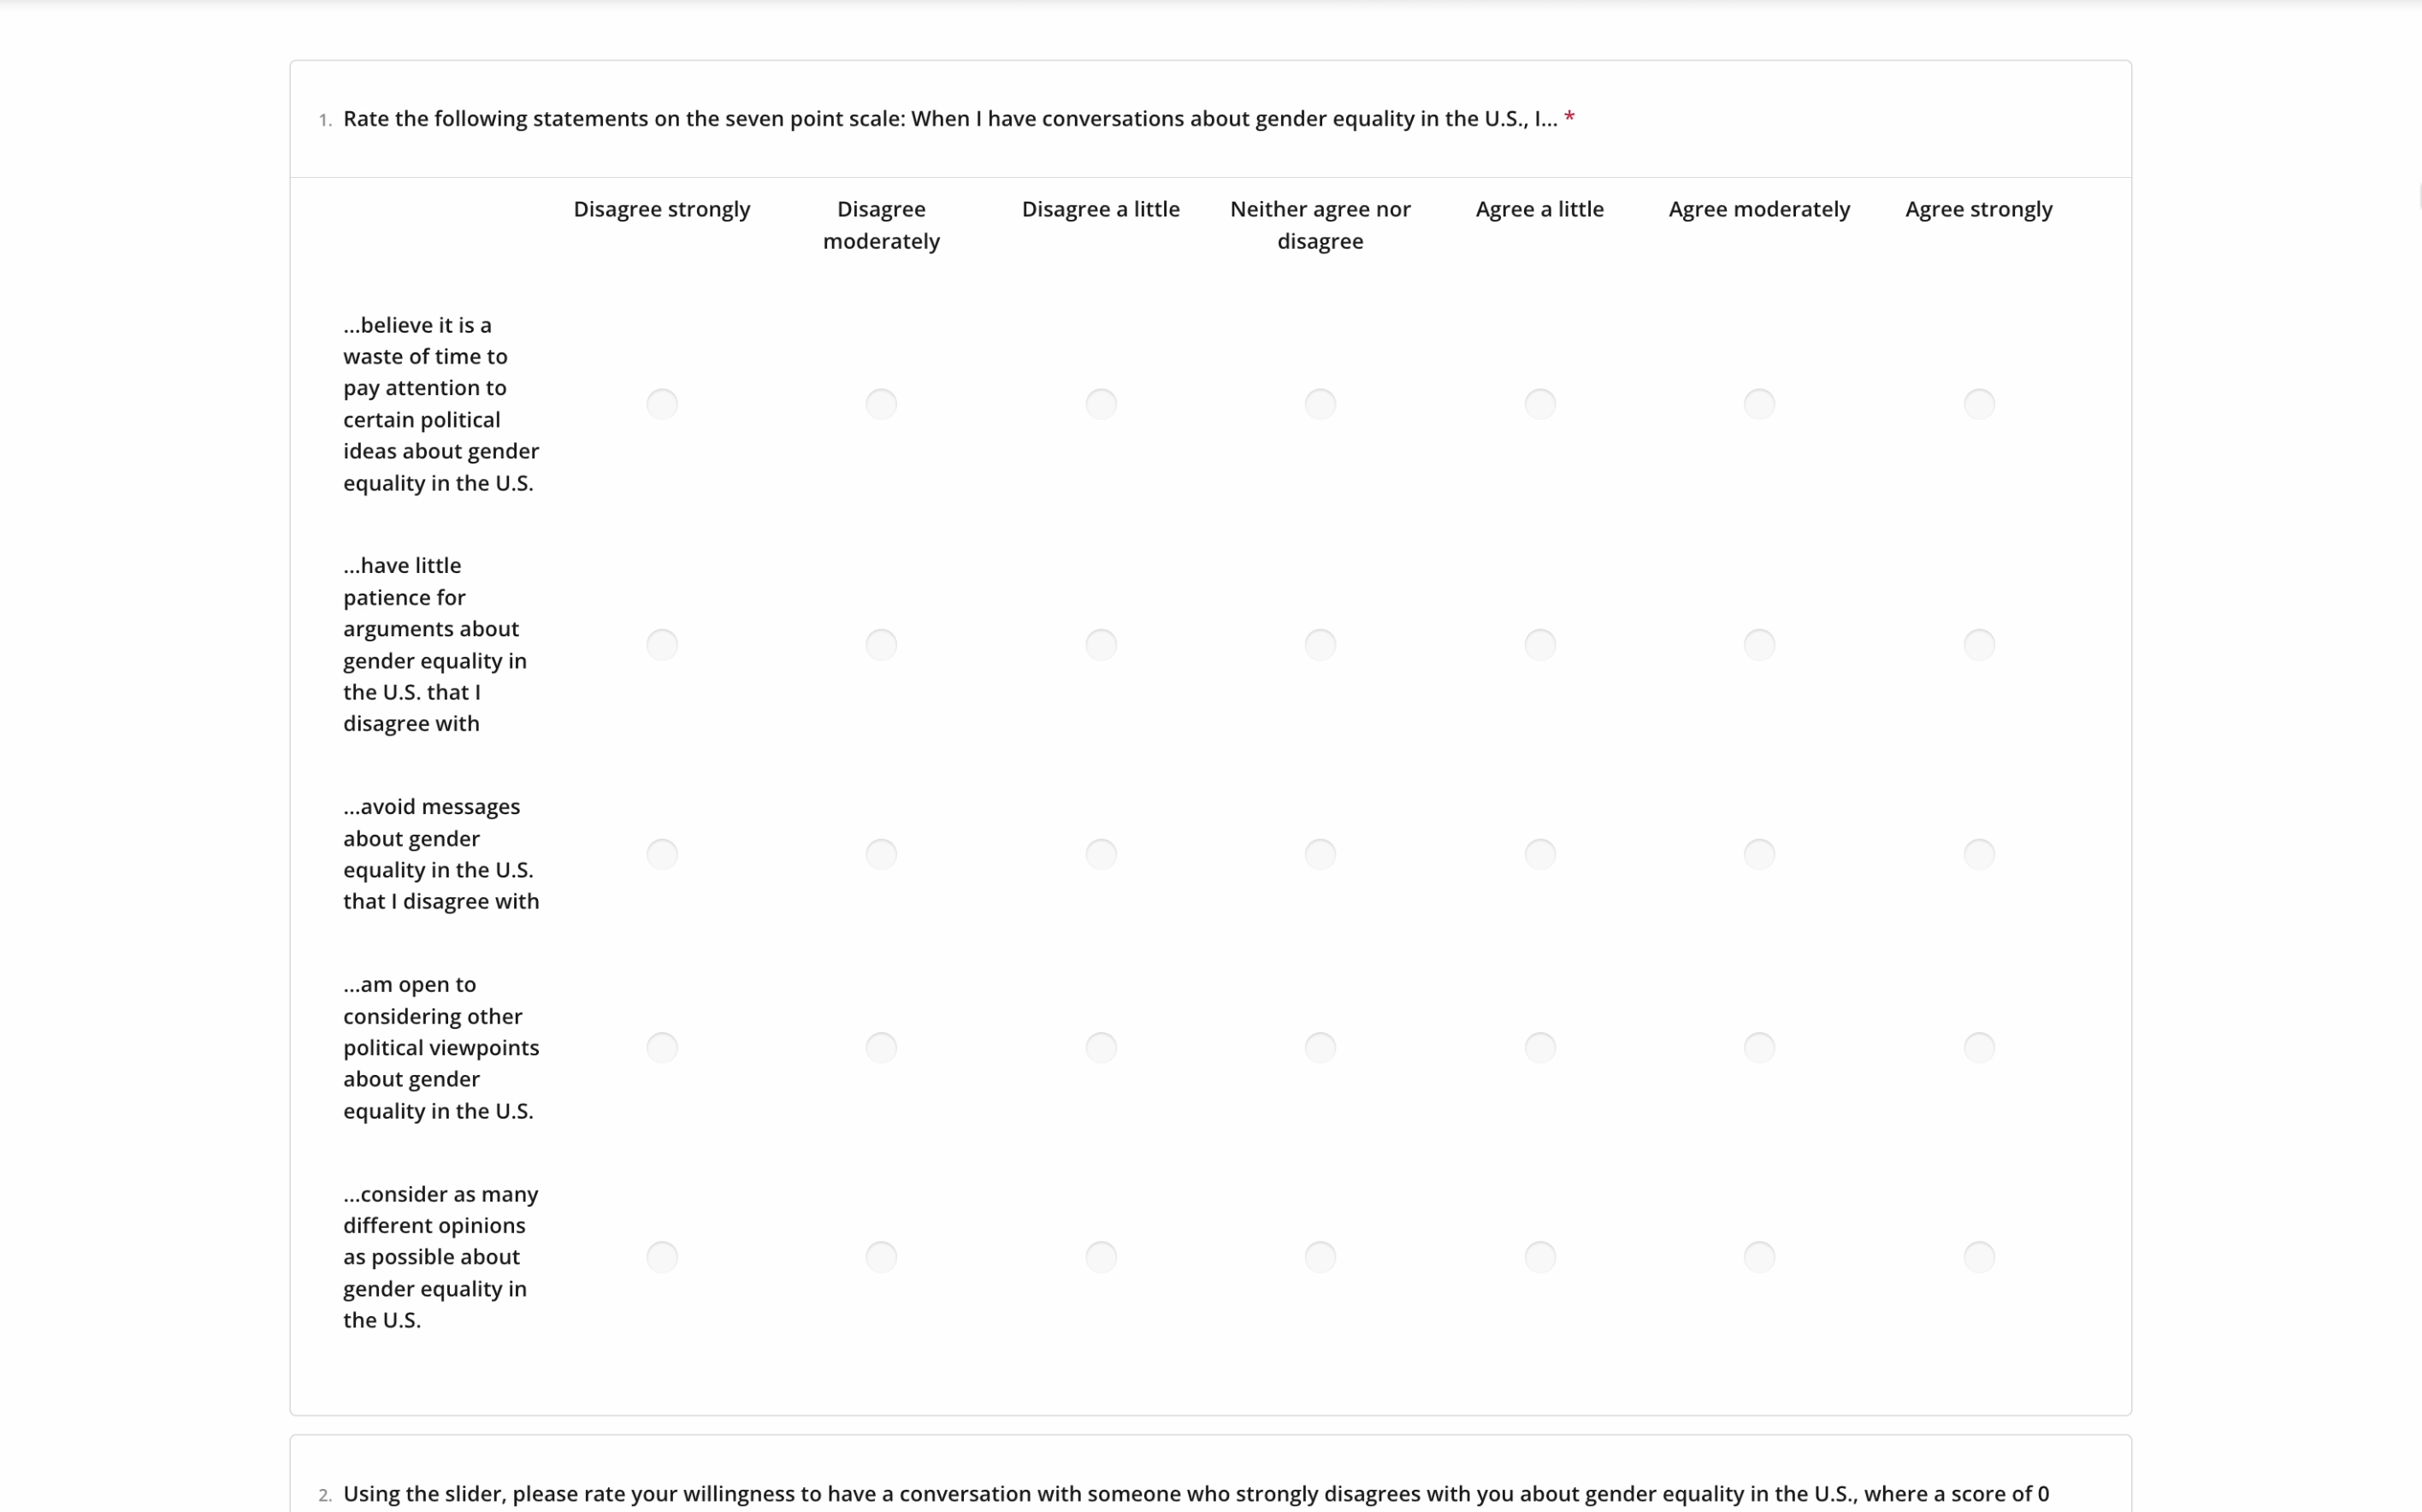 1. Rate the following statements on the seven point scale: When I have conversations about gender equality in the U.S., I... *
Disagree strongly
Disagree
moderately
Disagree a little
Neither agree nor
disagree
Agree a little
Agree moderately
Agree strongly
...believe it is a
waste of time to
pay attention to
certain political
ideas about gender
equality in the U.S.
...have little
patience for
arguments about
gender equality in
the U.S. that I
disagree with
...avoid messages
about gender
equality in the U.S.
that I disagree with
...am open to
considering other
political viewpoints
about gender
equality in the U.S.
...consider as many
different opinions
as possible about
gender equality in
the U.S.
2. Using the slider, please rate your willingness to have a conversation with someone who strongly disagrees with you about gender equality in the U.S., where a score of 0